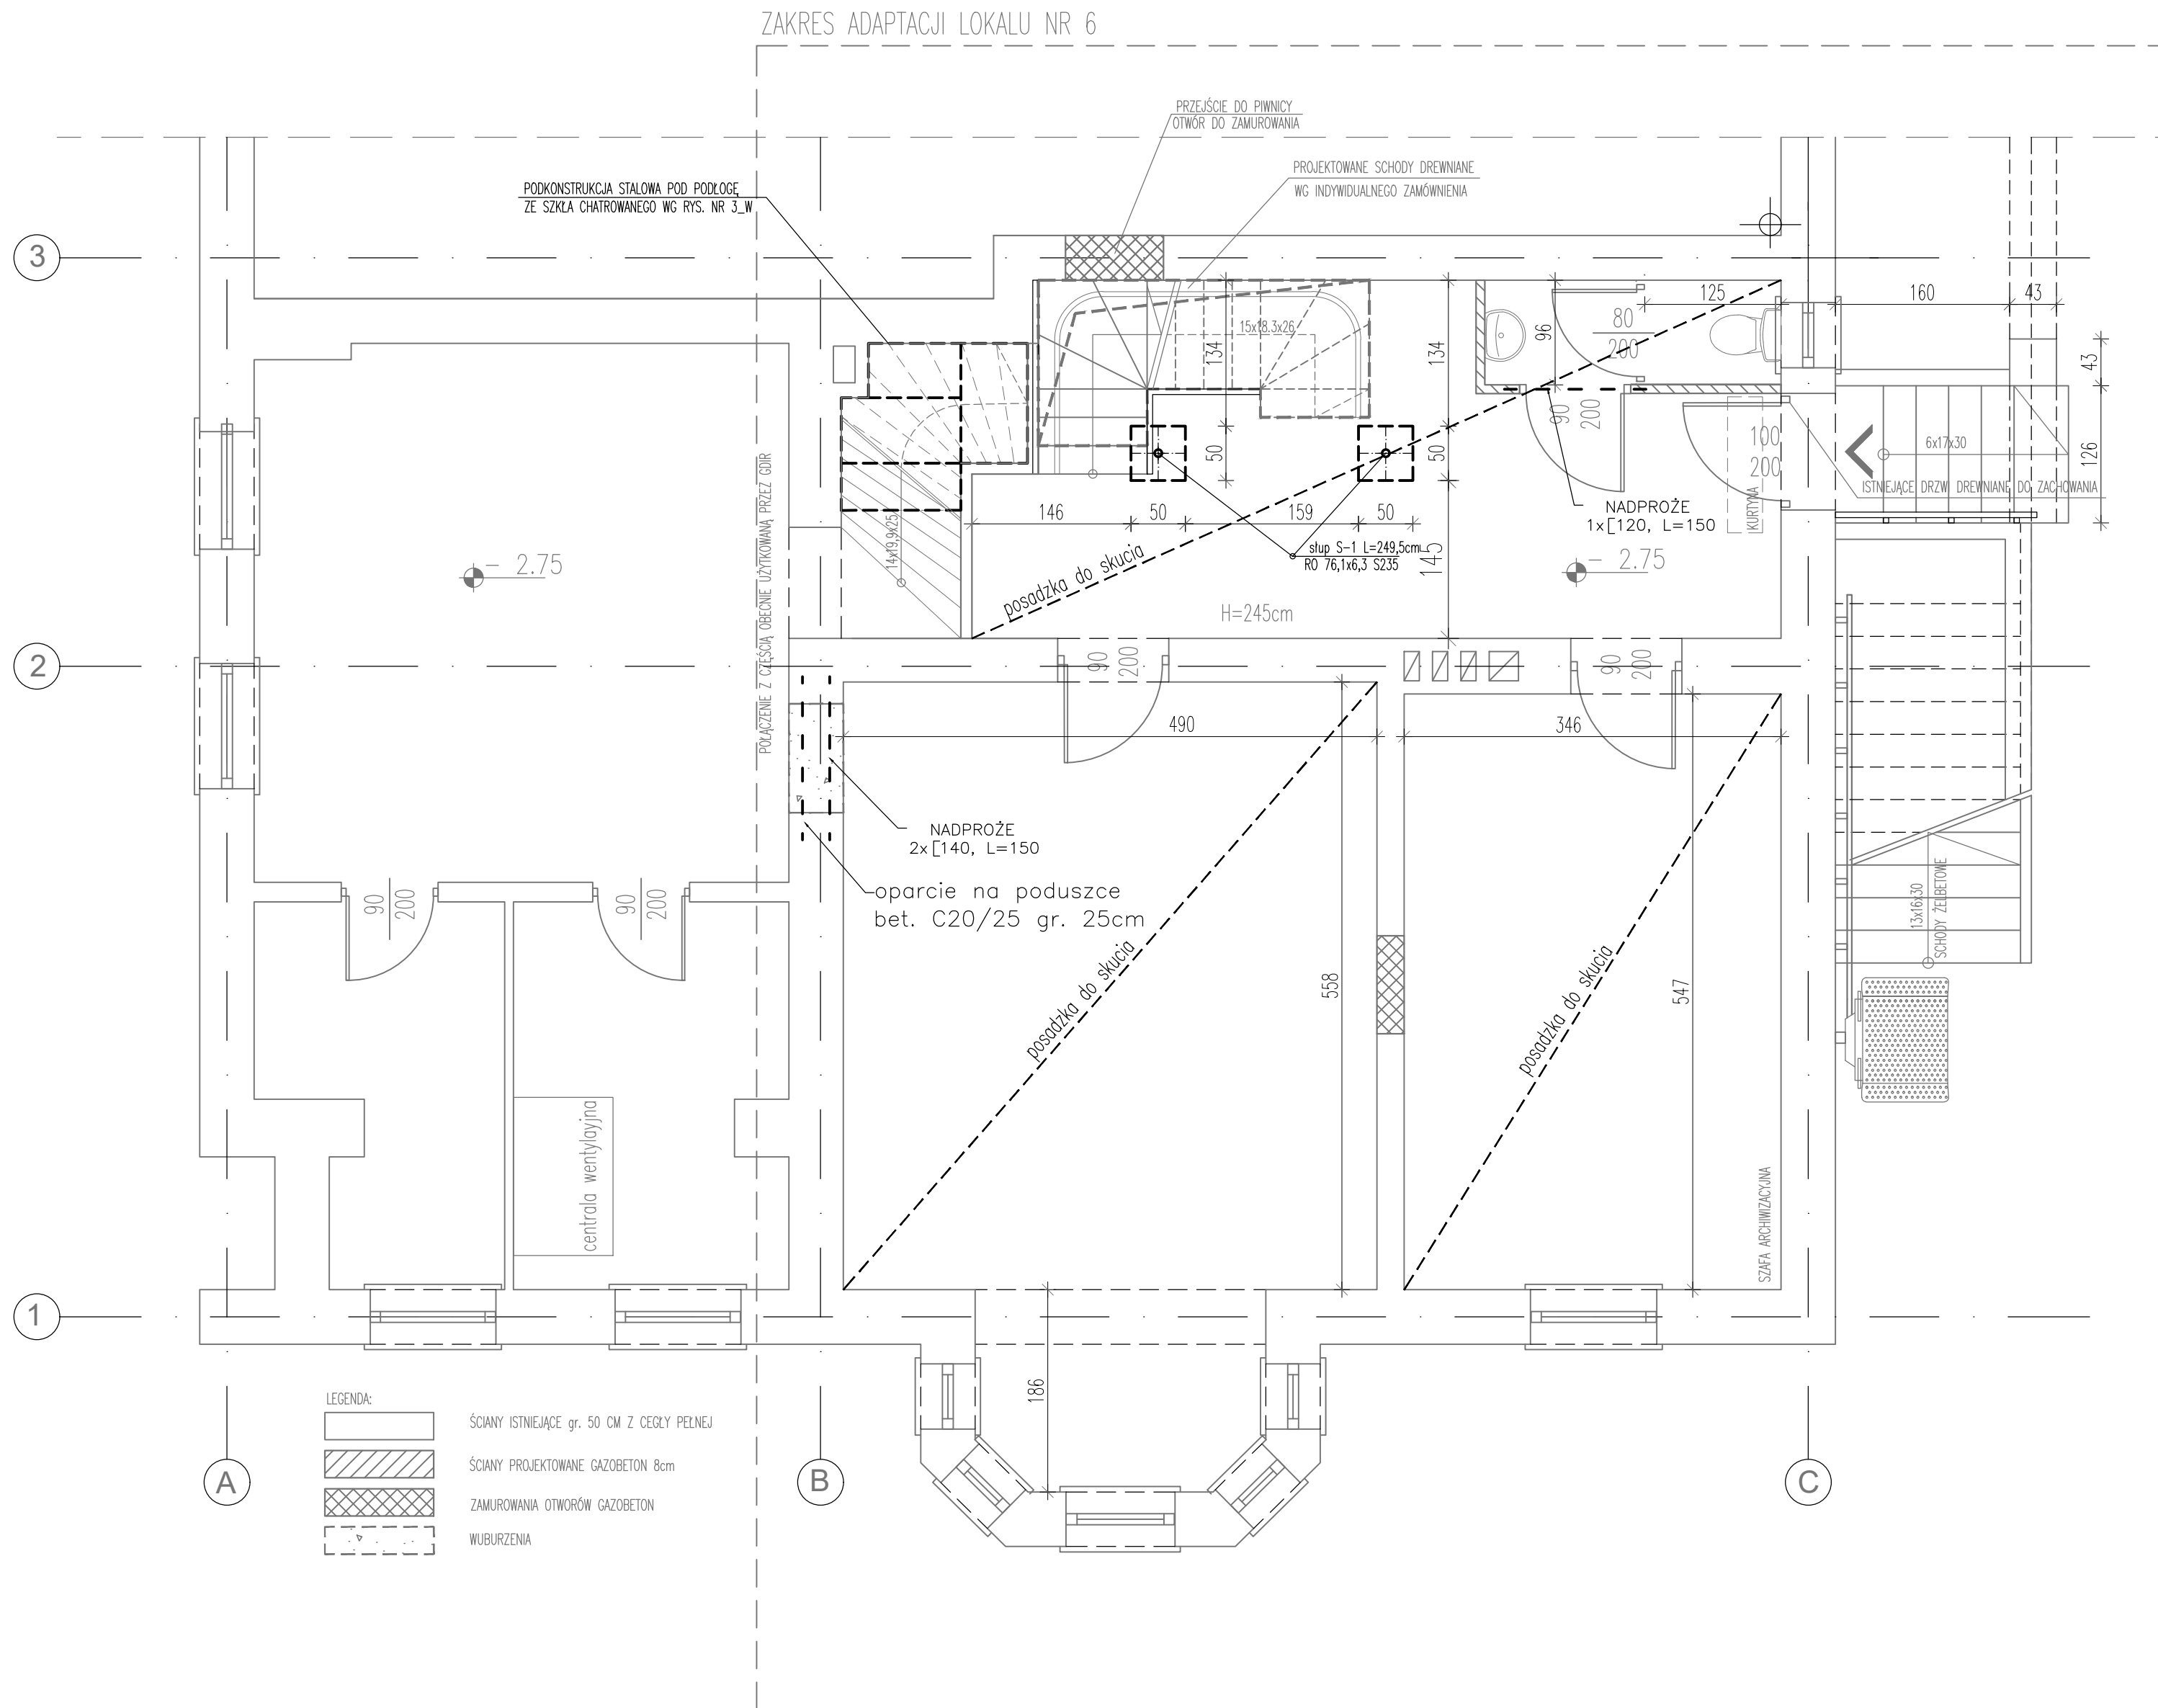 ZAKRES ADAPTACJI LOKALU NR 6
PRZEJŚCIE DO PIWNICY
OTWÓR DO ZAMUROWANIA
PROJEKTOWANE SCHODY DREWNIANE
WG INDYWIDUALNEGO ZAMÓWNIENIA
PODKONSTRUKCJA STALOWA POD PODŁOGĘ
ZE SZKŁA CHATROWANEGO WG RYS. NR 3_W
3
125
160
43
15x18.3x26
80
200
96
134
134
43
90
200
100
200
6x17x30
126
50
50
ISTNIEJĄCE DRZWI DREWNIANE DO ZACHOWANIA
KURTYNA
NADPROŻE
1x[120, L=150
146
50
159
50
POŁĄCZENIE Z CZĘŚCIĄ OBECNIE UŻYTKOWANĄ PRZEZ GDIR
14x19,9x25
słup S-1 L=249,5cm
RO 76,1x6,3 S235
145
- 2.75
- 2.75
posadzka do skucia
H=245cm
2
90
200
90
200
490
346
NADPROŻE
2x[140, L=150
oparcie na poduszce
bet. C20/25 gr. 25cm
90
200
90
200
13x16x30
SCHODY ŻELBETOWE
posadzka do skucia
558
posadzka do skucia
547
centrala wentylayjna
SZAFA ARCHIWIZACYJNA
1
186
LEGENDA:
ŚCIANY ISTNIEJĄCE gr. 50 CM Z CEGŁY PEŁNEJ
ŚCIANY PROJEKTOWANE GAZOBETON 8cm
ZAMUROWANIA OTWORÓW GAZOBETON
WUBURZENIA
A
B
C